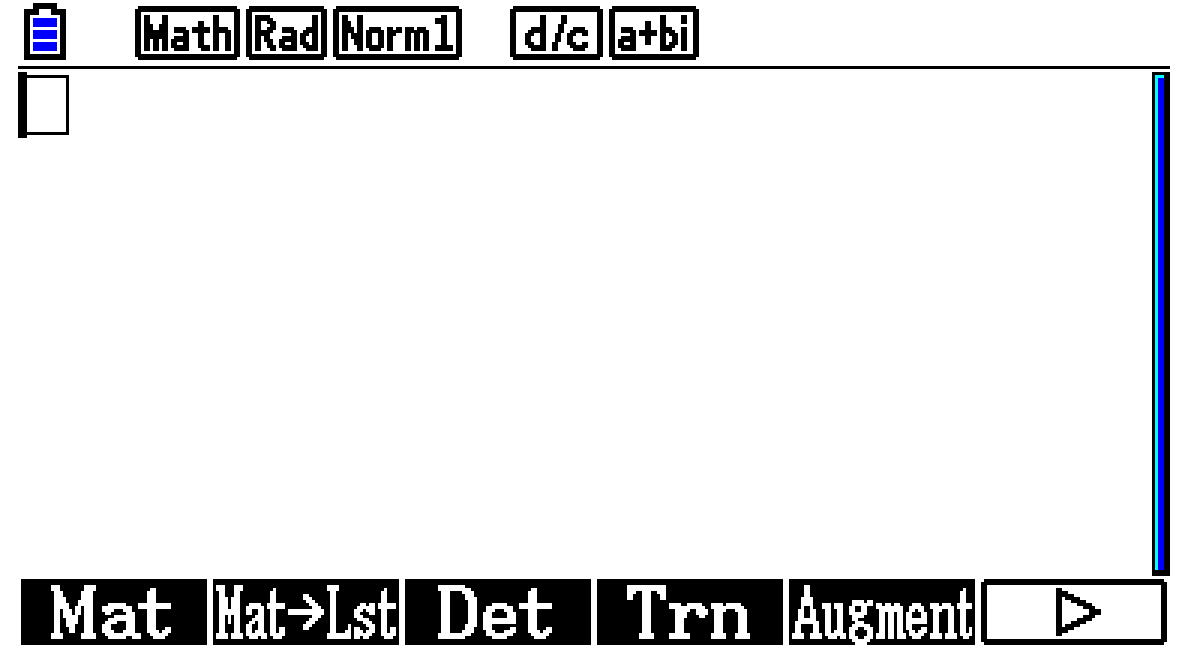 Math Rad Norm1 d/c a+bi
Mat Mat→Lst Det Trn Augment ▷